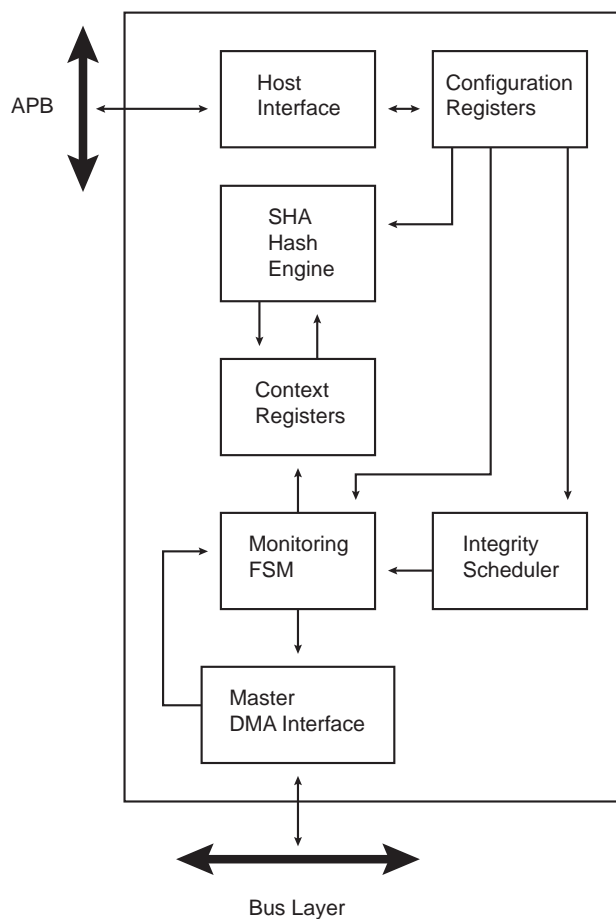 APB
Host
Interface
Configuration
Registers
SHA
Hash
Engine
Context
Registers
Monitoring
FSM
Integrity
Scheduler
Master
DMA Interface
Bus Layer